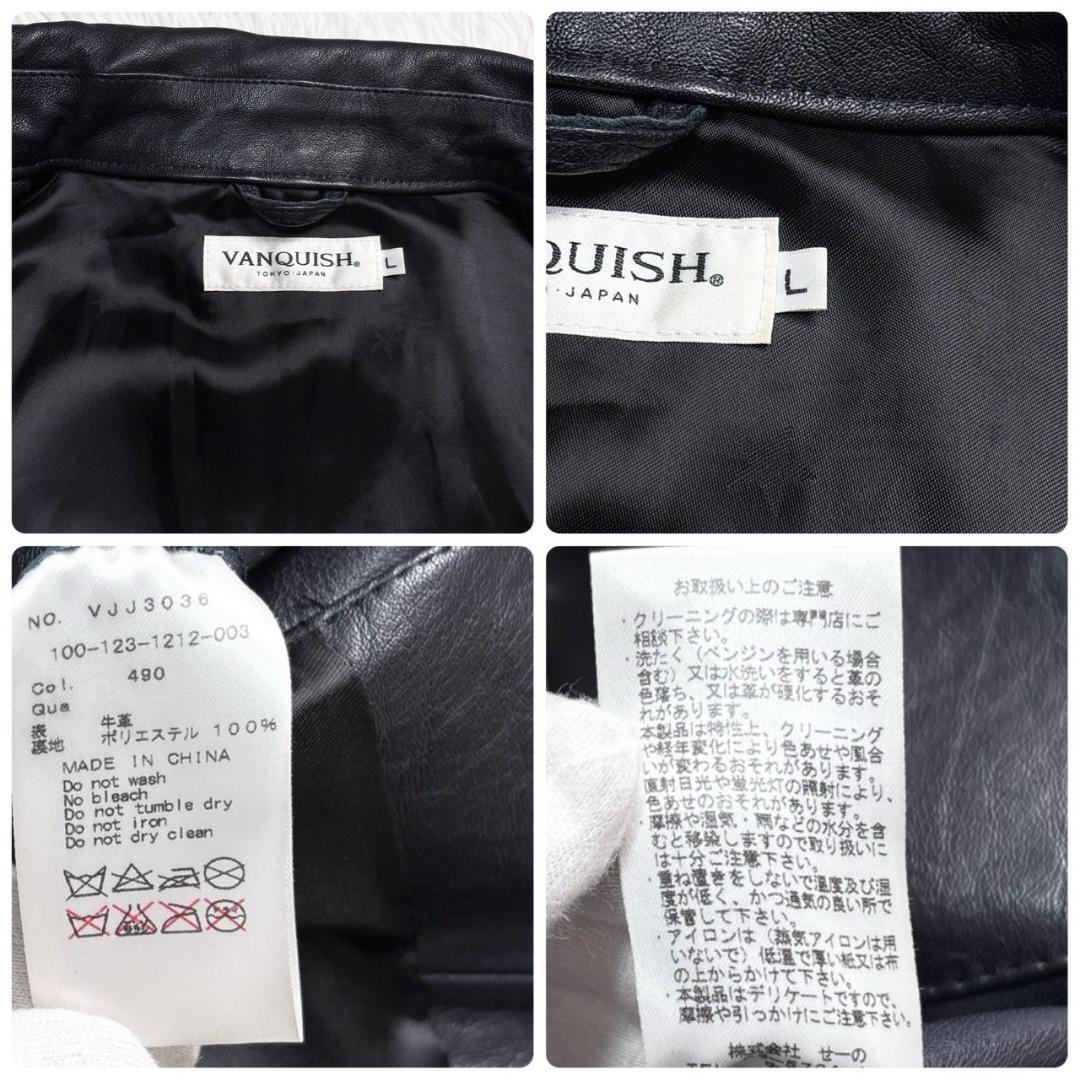 VANQUISH®
TOKYO・JAPAN
L
QUISH®
・JAPAN
L
NO. VJJ3036
100-123-1212-003
Col. 490
Qua
表 牛革
裏地 ポリエステル 100%
MADE IN CHINA
Do not wash
No bleach
Do not tumble dry
Do not iron
Do not dry clean
お取扱い上のご注意
・クリーニングの際は専門店にご
相談下さい。
・洗たく（ベンジンを用いる場合
含む）又は水洗いをすると革の
色落ち、又は革が硬化するおそ
れがあります。
本製品は特性上、クリーニング
や経年変化により色あせや風合
いが変わるおそれがあります。
直射日光や蛍光灯の照射により、
色あせのおそれがあります。
・摩擦や湿気・雨などの水分を含
むと移染しますので取り扱いに
は十分ご注意下さい。
・重ね置きをしないで温度及び湿
度が低く、かつ通気の良い所で
保管して下さい。
・アイロンは（蒸気アイロンは用
いないで）低温で厚い紙又は布
の上からかけて下さい。
・本製品はデリケートですので、
摩擦や引っかけにご注意下さい。
株式会社 せーの